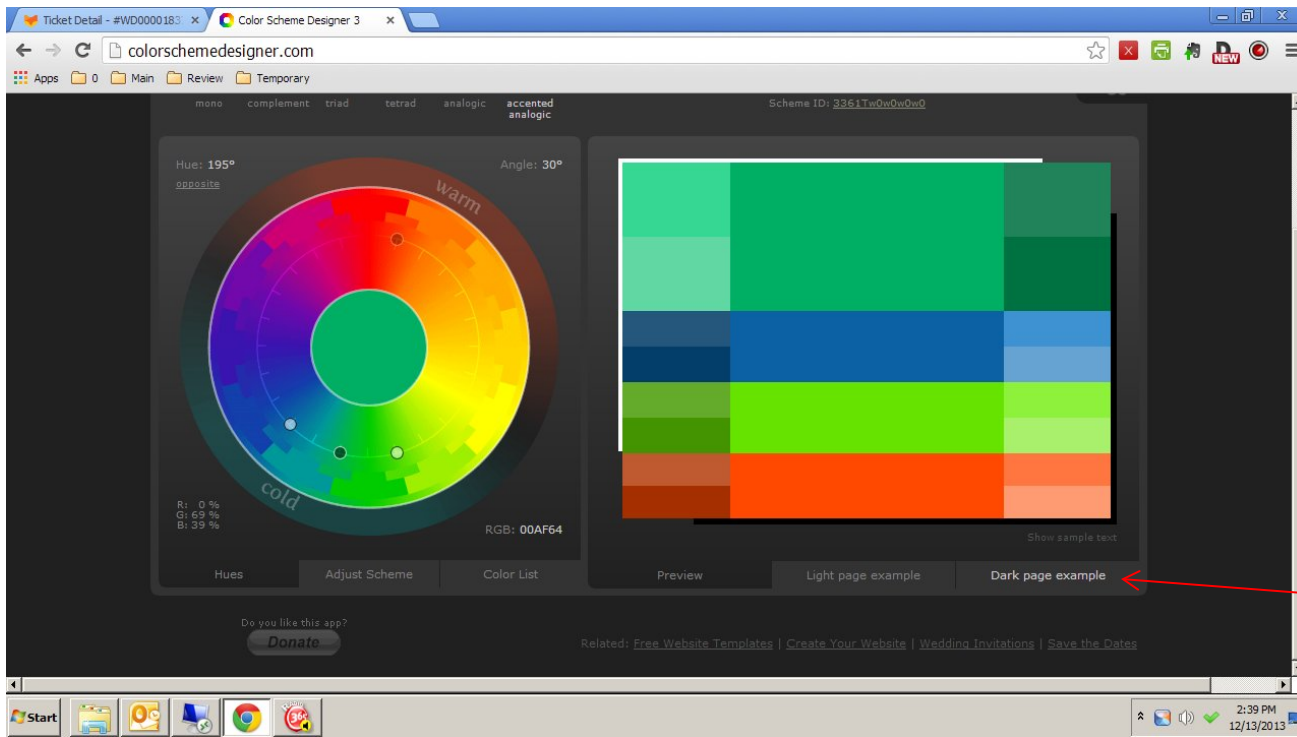 Ticket Detail - #WD0000183
Color Scheme Designer 3
colorschemedesigner.com
NEW
Apps 0 Main Review Temporary
mono complement triad tetrad analogic accented
analogic
Scheme ID: 3361Tw0w0w0w0
Hue: 195°
Angle: 30°
opposite
warm
cold
R: 0 %
G: 69 %
B: 39 %
RGB: 00AF64
Show sample text
Hues Adjust Scheme Color List
Preview Light page example Dark page example
Do you like this app?
Donate
Related: Free Website Templates | Create Your Website | Wedding Invitations | Save the Dates
Start
2:39 PM
12/13/2013